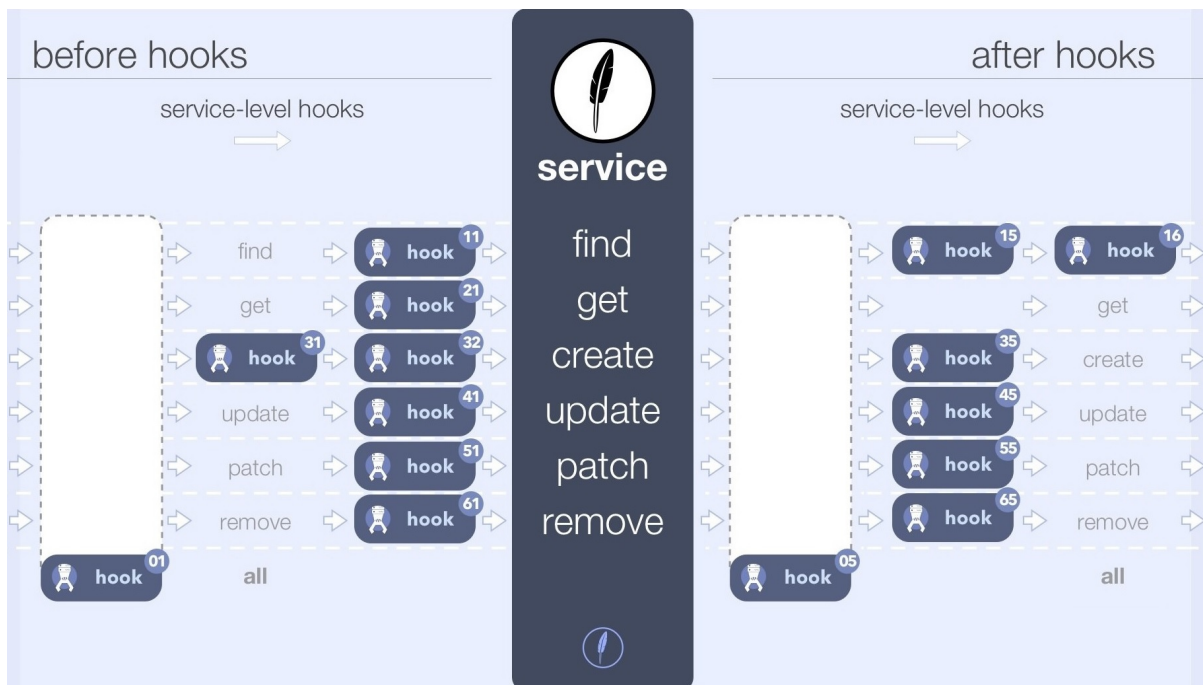 before hooks
after hooks
service-level hooks
service-level hooks
service
find
hook 11
find
hook 15
hook 16
get
hook 21
get
get
hook 31
hook 32
create
hook 35
create
update
hook 41
update
hook 45
update
patch
hook 51
patch
hook 55
patch
remove
hook 61
remove
hook 65
remove
hook 01
all
hook 05
all